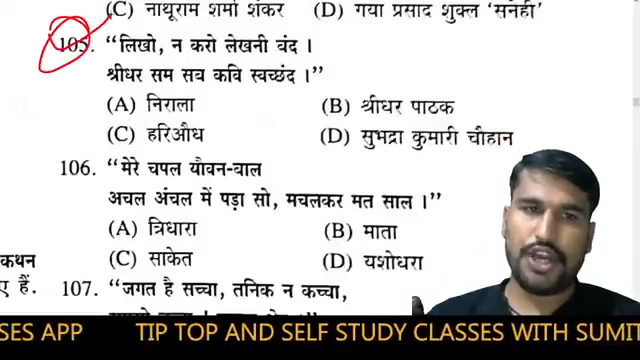 (C) नाथूराम शर्मा शंकर (D) गया प्रसाद शुक्ल 'सनेही'
105. "लिखो, न करो लेखनी बंद ।
श्रीधर सम सब कवि स्वच्छंद ।"
(A) निराला (B) श्रीधर पाठक
(C) हरिऔध (D) सुभद्रा कुमारी चौहान
106. "मेरे चपल यौवन-बाल
अचल अंचल में पड़ा सो, मचलकर मत साल ।"
(A) त्रिधारा (B) माता
(C) साकेत (D) यशोधरा
कथन
ए हैं.
107. "जगत है सच्चा, तनिक न कच्चा,
SES APP TIP TOP AND SELF STUDY CLASSES WITH SUMIT